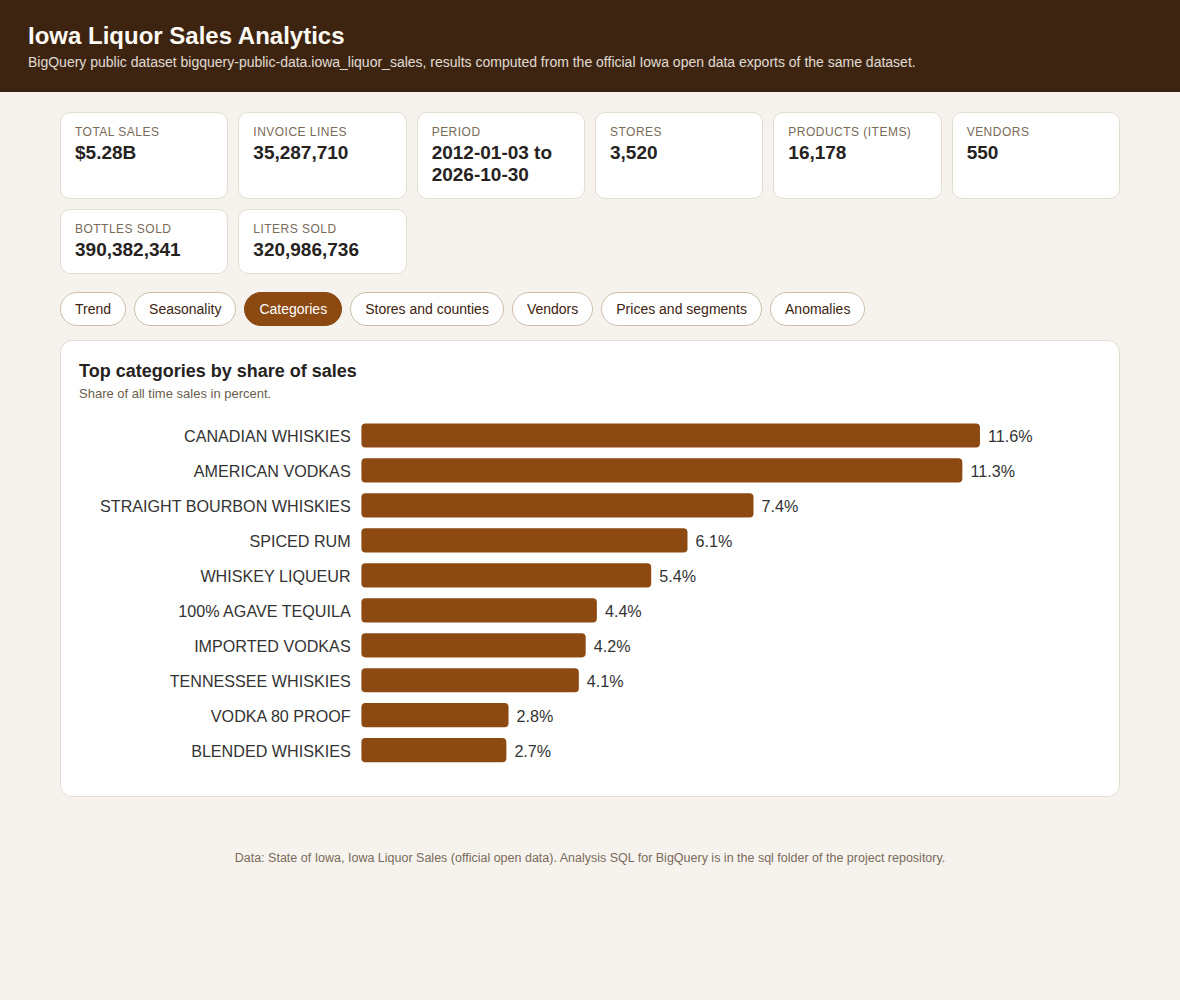 Iowa Liquor Sales Analytics
BigQuery public dataset bigquery-public-data.iowa_liquor_sales, results computed from the official Iowa open data exports of the same dataset.
TOTAL SALES
$5.28B
INVOICE LINES
35,287,710
PERIOD
2012-01-03 to
2026-10-30
STORES
3,520
PRODUCTS (ITEMS)
16,178
VENDORS
550
BOTTLES SOLD
390,382,341
LITERS SOLD
320,986,736
Trend
Seasonality
Categories
Stores and counties
Vendors
Prices and segments
Anomalies
Top categories by share of sales
Share of all time sales in percent.
CANADIAN WHISKIES 11.6%
AMERICAN VODKAS 11.3%
STRAIGHT BOURBON WHISKIES 7.4%
SPICED RUM 6.1%
WHISKEY LIQUEUR 5.4%
100% AGAVE TEQUILA 4.4%
IMPORTED VODKAS 4.2%
TENNESSEE WHISKIES 4.1%
VODKA 80 PROOF 2.8%
BLENDED WHISKIES 2.7%
Data: State of Iowa, Iowa Liquor Sales (official open data). Analysis SQL for BigQuery is in the sql folder of the project repository.